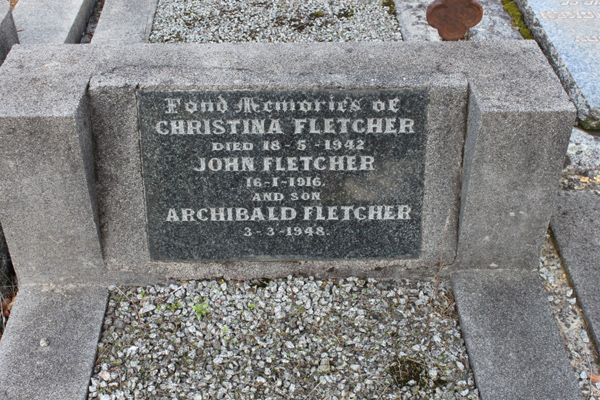 Fond Memories of
CHRISTINA FLETCHER
DIED 18-5-1942
JOHN FLETCHER
16-1-1916.
AND SON
ARCHIBALD FLETCHER
3-3-1948.